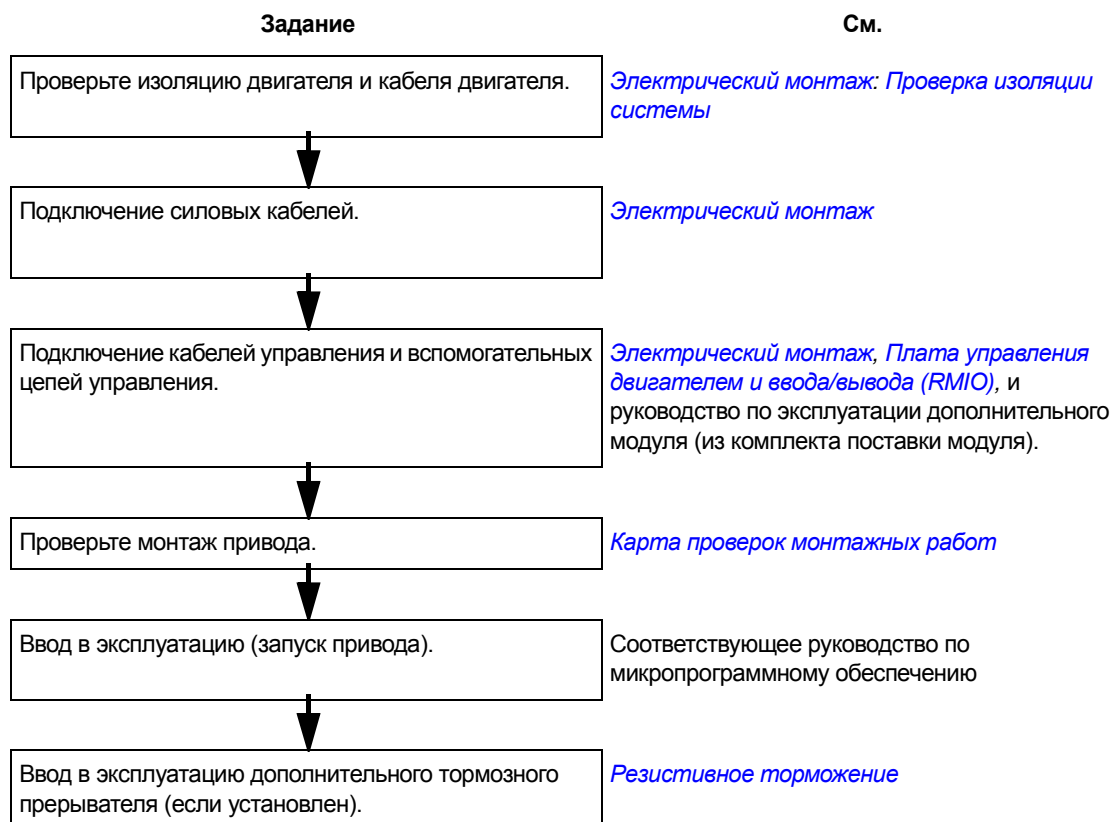 Задание
См.
Проверьте изоляцию двигателя и кабеля двигателя.
Электрический монтаж: Проверка изоляции
системы
Подключение силовых кабелей.
Электрический монтаж
Подключение кабелей управления и вспомогательных
цепей управления.
Электрический монтаж, Плата управления
двигателем и ввода/вывода (RMIO), и
руководство по эксплуатации дополнительного
модуля (из комплекта поставки модуля).
Проверьте монтаж привода.
Карта проверок монтажных работ
Ввод в эксплуатацию (запуск привода).
Соответствующее руководство по
микропрограммному обеспечению
Ввод в эксплуатацию дополнительного тормозного
прерывателя (если установлен).
Резистивное торможение